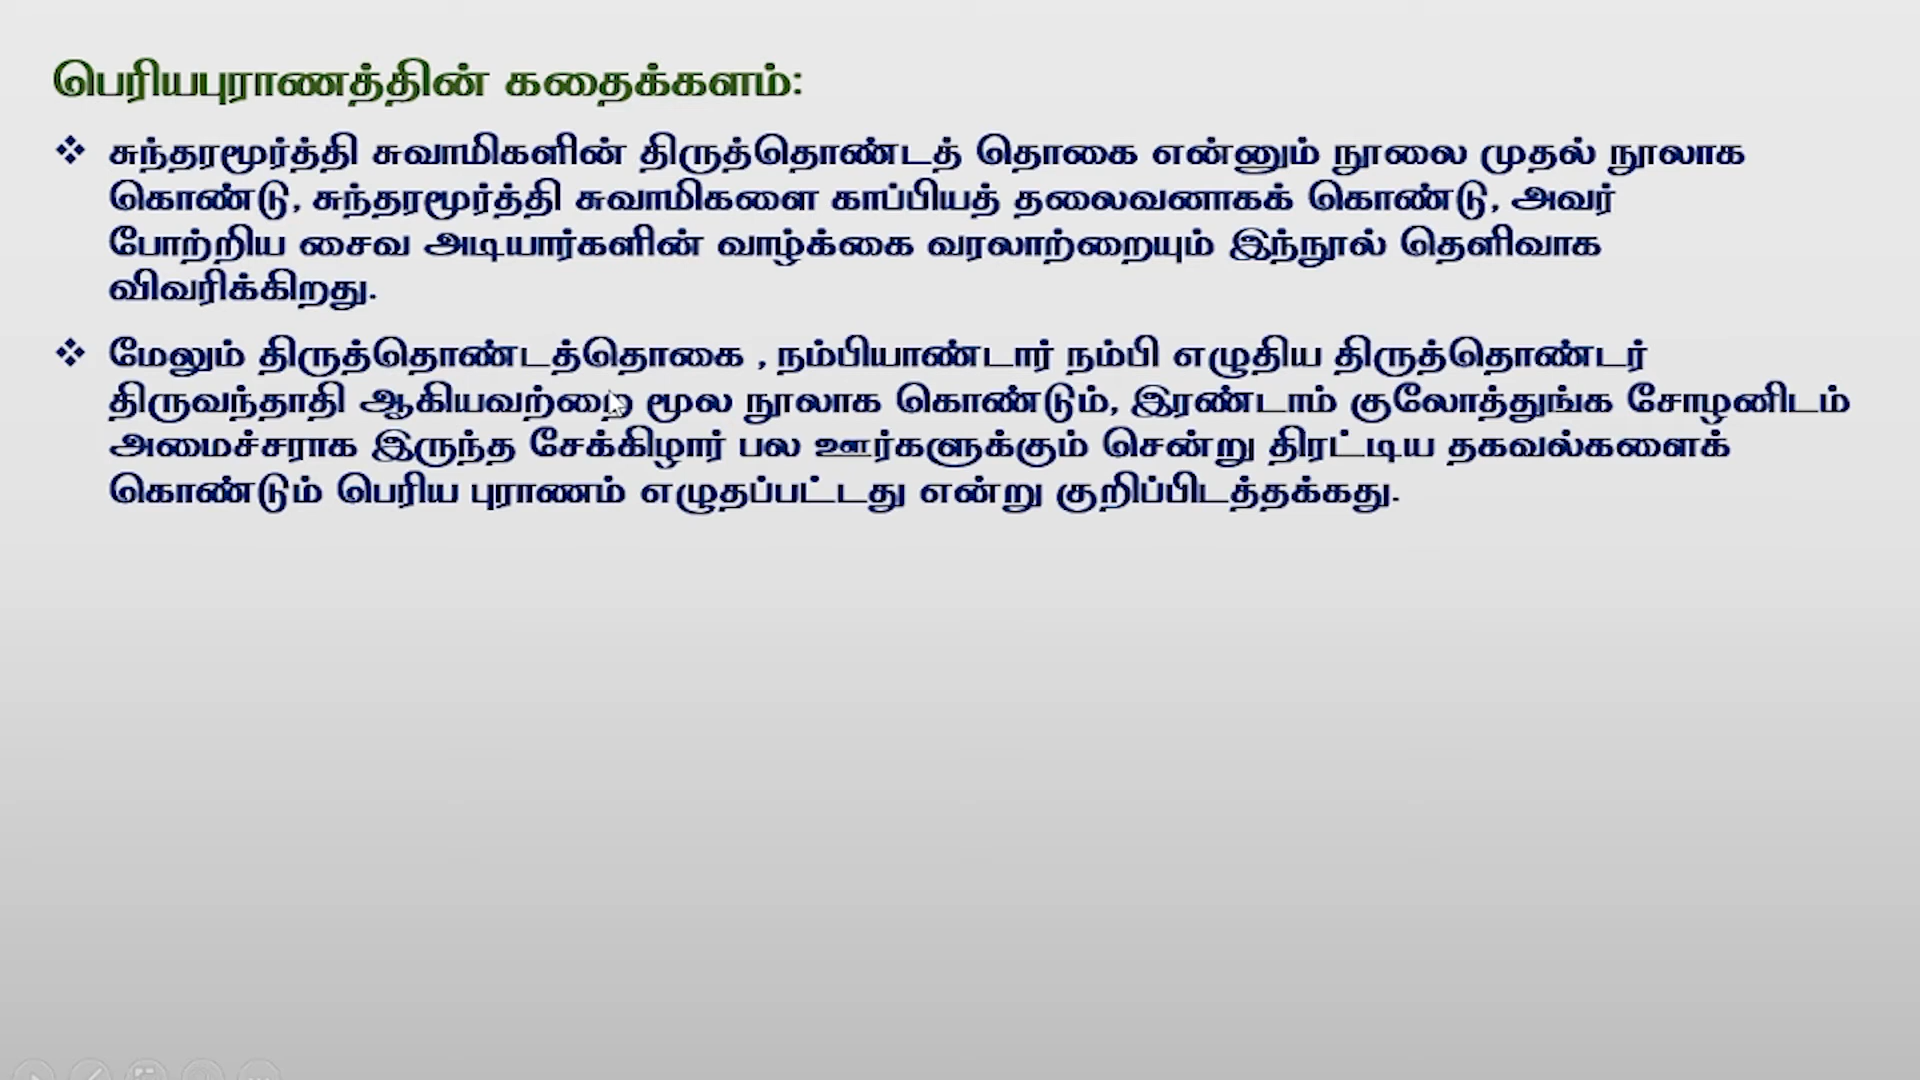 பெரியபுராணத்தின் கதைக்களம்:
❖ சுந்தரமூர்த்தி சுவாமிகளின் திருத்தொண்டத் தொகை என்னும் நூலை முதல் நூலாக
கொண்டு, சுந்தரமூர்த்தி சுவாமிகளை காப்பியத் தலைவனாகக் கொண்டு, அவர்
போற்றிய சைவ அடியார்களின் வாழ்க்கை வரலாற்றையும் இந்நூல் தெளிவாக
விவரிக்கிறது.
❖ மேலும் திருத்தொண்டத்தொகை , நம்பியாண்டார் நம்பி எழுதிய திருத்தொண்டர்
திருவந்தாதி ஆகியவற்றை மூல நூலாக கொண்டும், இரண்டாம் குலோத்துங்க சோழனிடம்
அமைச்சராக இருந்த சேக்கிழார் பல ஊர்களுக்கும் சென்று திரட்டிய தகவல்களைக்
கொண்டும் பெரிய புராணம் எழுதப்பட்டது என்று குறிப்பிடத்தக்கது.